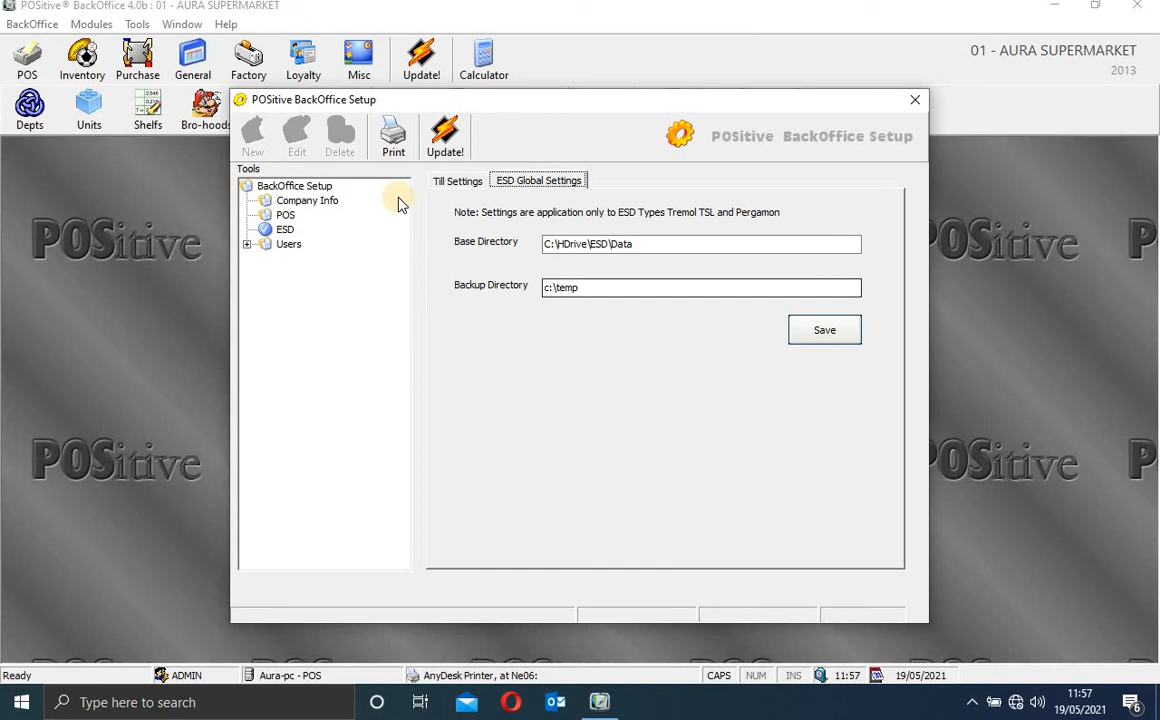 POSitive® BackOffice 4.0b : 01 - AURA SUPERMARKET
BackOffice Modules Tools Window Help
POS Inventory Purchase General Factory Loyalty Misc Update! Calculator
01 - AURA SUPERMARKET
2013
Depts Units Shelfs Bro-hoods
POSitive BackOffice Setup
New Edit Delete Print Update!
POSitive BackOffice Setup
Tools
BackOffice Setup
Company Info
POS
ESD
Users
Till Settings ESD Global Settings
Note: Settings are application only to ESD Types Tremol TSL and Pergamon
Base Directory C:\HDrive\ESD\Data
Backup Directory c:\temp
Save
POSitive
POSitive
Ready ADMIN Aura-pc - POS AnyDesk Printer, at Ne06: CAPS NUM INS 11:57 19/05/2021
Type here to search
11:57
19/05/2021
6